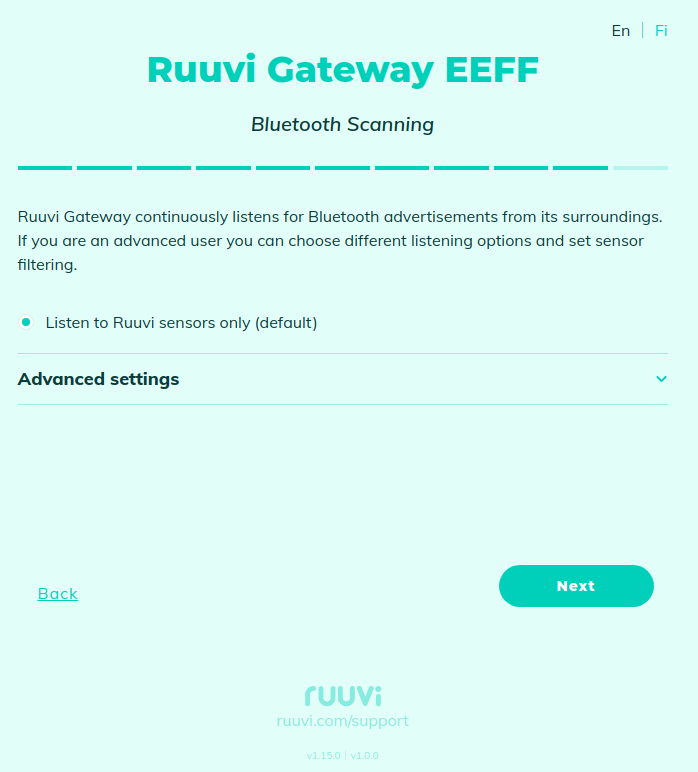 En | Fi
Ruuvi Gateway EEFF
Bluetooth Scanning
Ruuvi Gateway continuously listens for Bluetooth advertisements from its surroundings.
If you are an advanced user you can choose different listening options and set sensor
filtering.
Listen to Ruuvi sensors only (default)
Advanced settings
Back
Next
ruuvi
ruuvi.com/support
v1.15.0 | v1.0.0